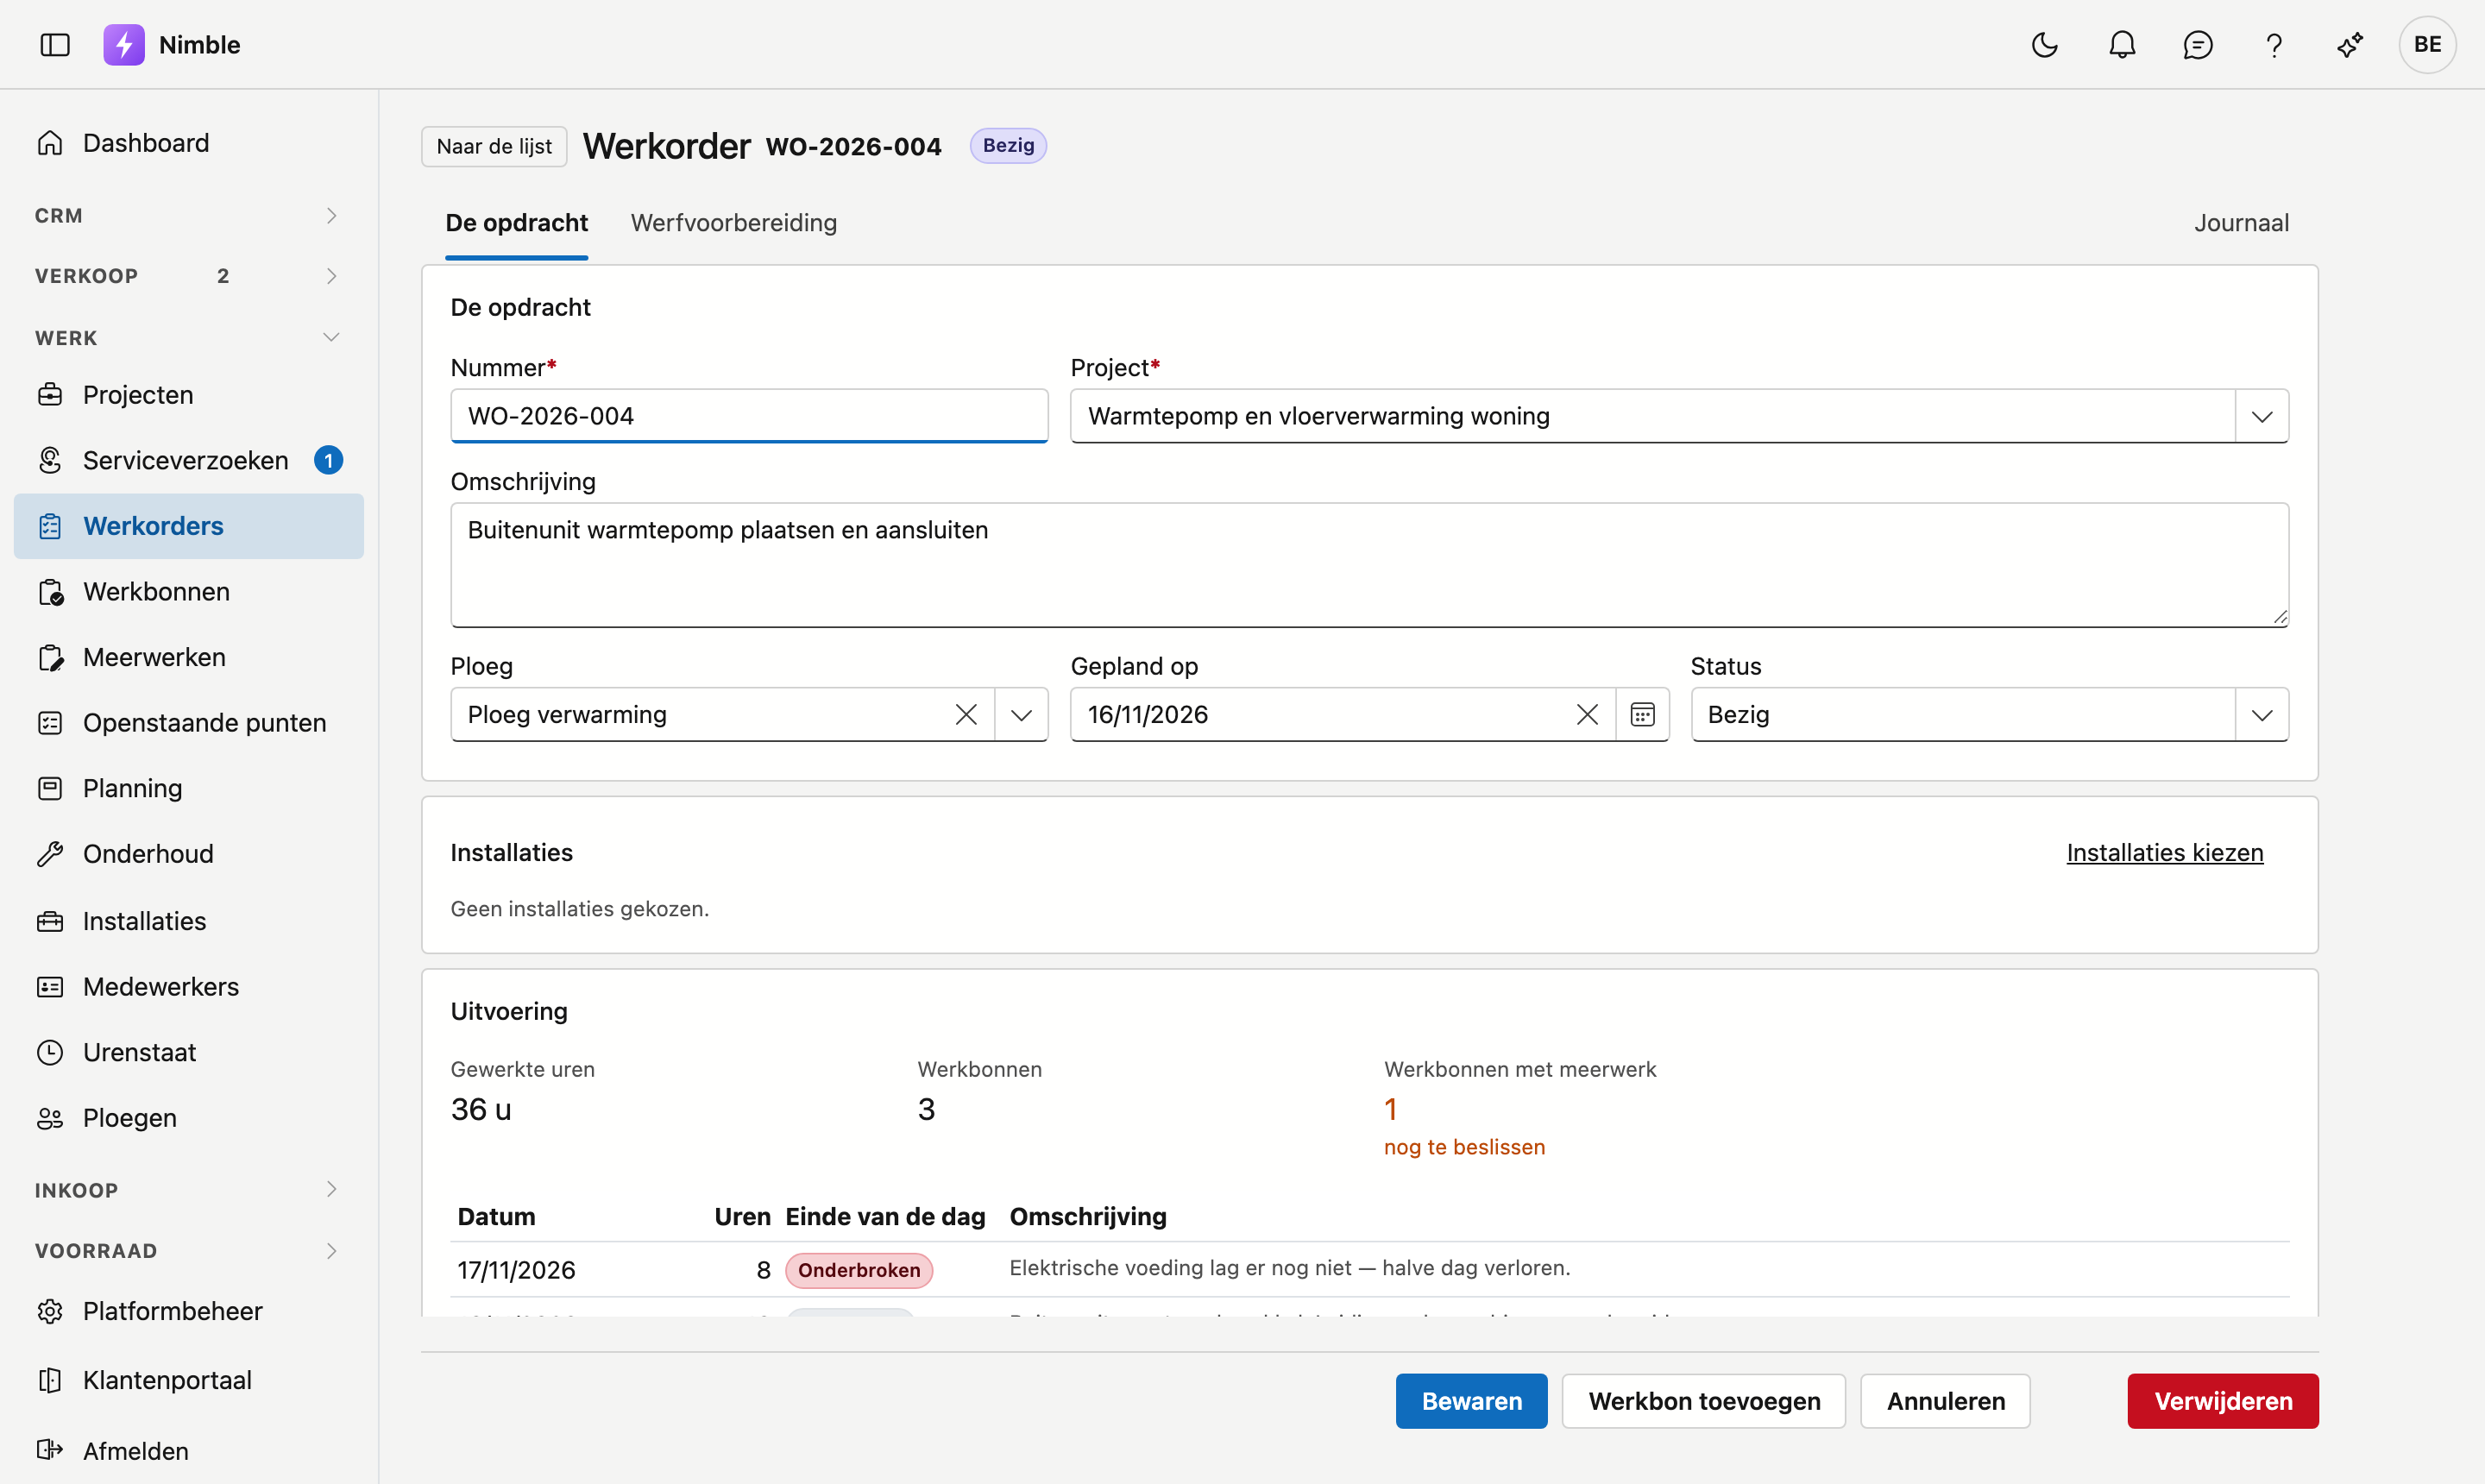 Nimble
BE
Dashboard
CRM
VERKOOP 2
WERK
Projecten
Serviceverzoeken 1
Werkorders
Werkbonnen
Meerwerken
Openstaande punten
Planning
Onderhoud
Installaties
Medewerkers
Urenstaat
Ploegen
INKOOP
VOORRAAD
Platformbeheer
Klantenportaal
Afmelden
Naar de lijst Werkorder WO-2026-004 Bezig
De opdracht Werfvoorbereiding Journaal
De opdracht
Nummer* Project*
WO-2026-004 Warmtepomp en vloerverwarming woning
Omschrijving
Buitenunit warmtepomp plaatsen en aansluiten
Ploeg Gepland op Status
Ploeg verwarming 16/11/2026 Bezig
Installaties Installaties kiezen
Geen installaties gekozen.
Uitvoering
Gewerkte uren Werkbonnen Werkbonnen met meerwerk
36 u 3 1
nog te beslissen
Datum Uren Einde van de dag Omschrijving
17/11/2026 8 Onderbroken Elektrische voeding lag er nog niet — halve dag verloren.
Bewaren Werkbon toevoegen Annuleren Verwijderen